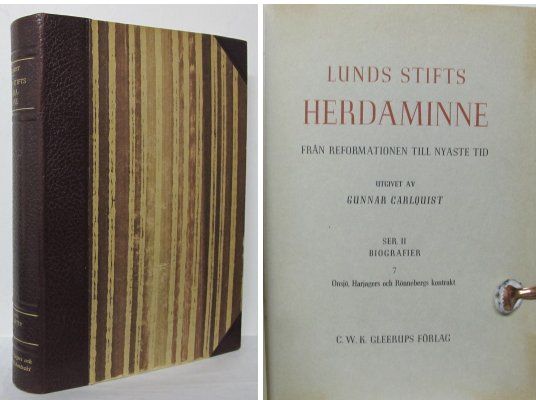 LUNDS STIFTS
HERDAMINNE
FRÅN REFORMATIONEN TILL NYASTE TID
UTGIVET AV
GUNNAR CARLQUIST
SER. II
BIOGRAFIER
7
Onsjö, Harjagers och Rönnebergs kontrakt
C. W. K. GLEERUPS FÖRLAG